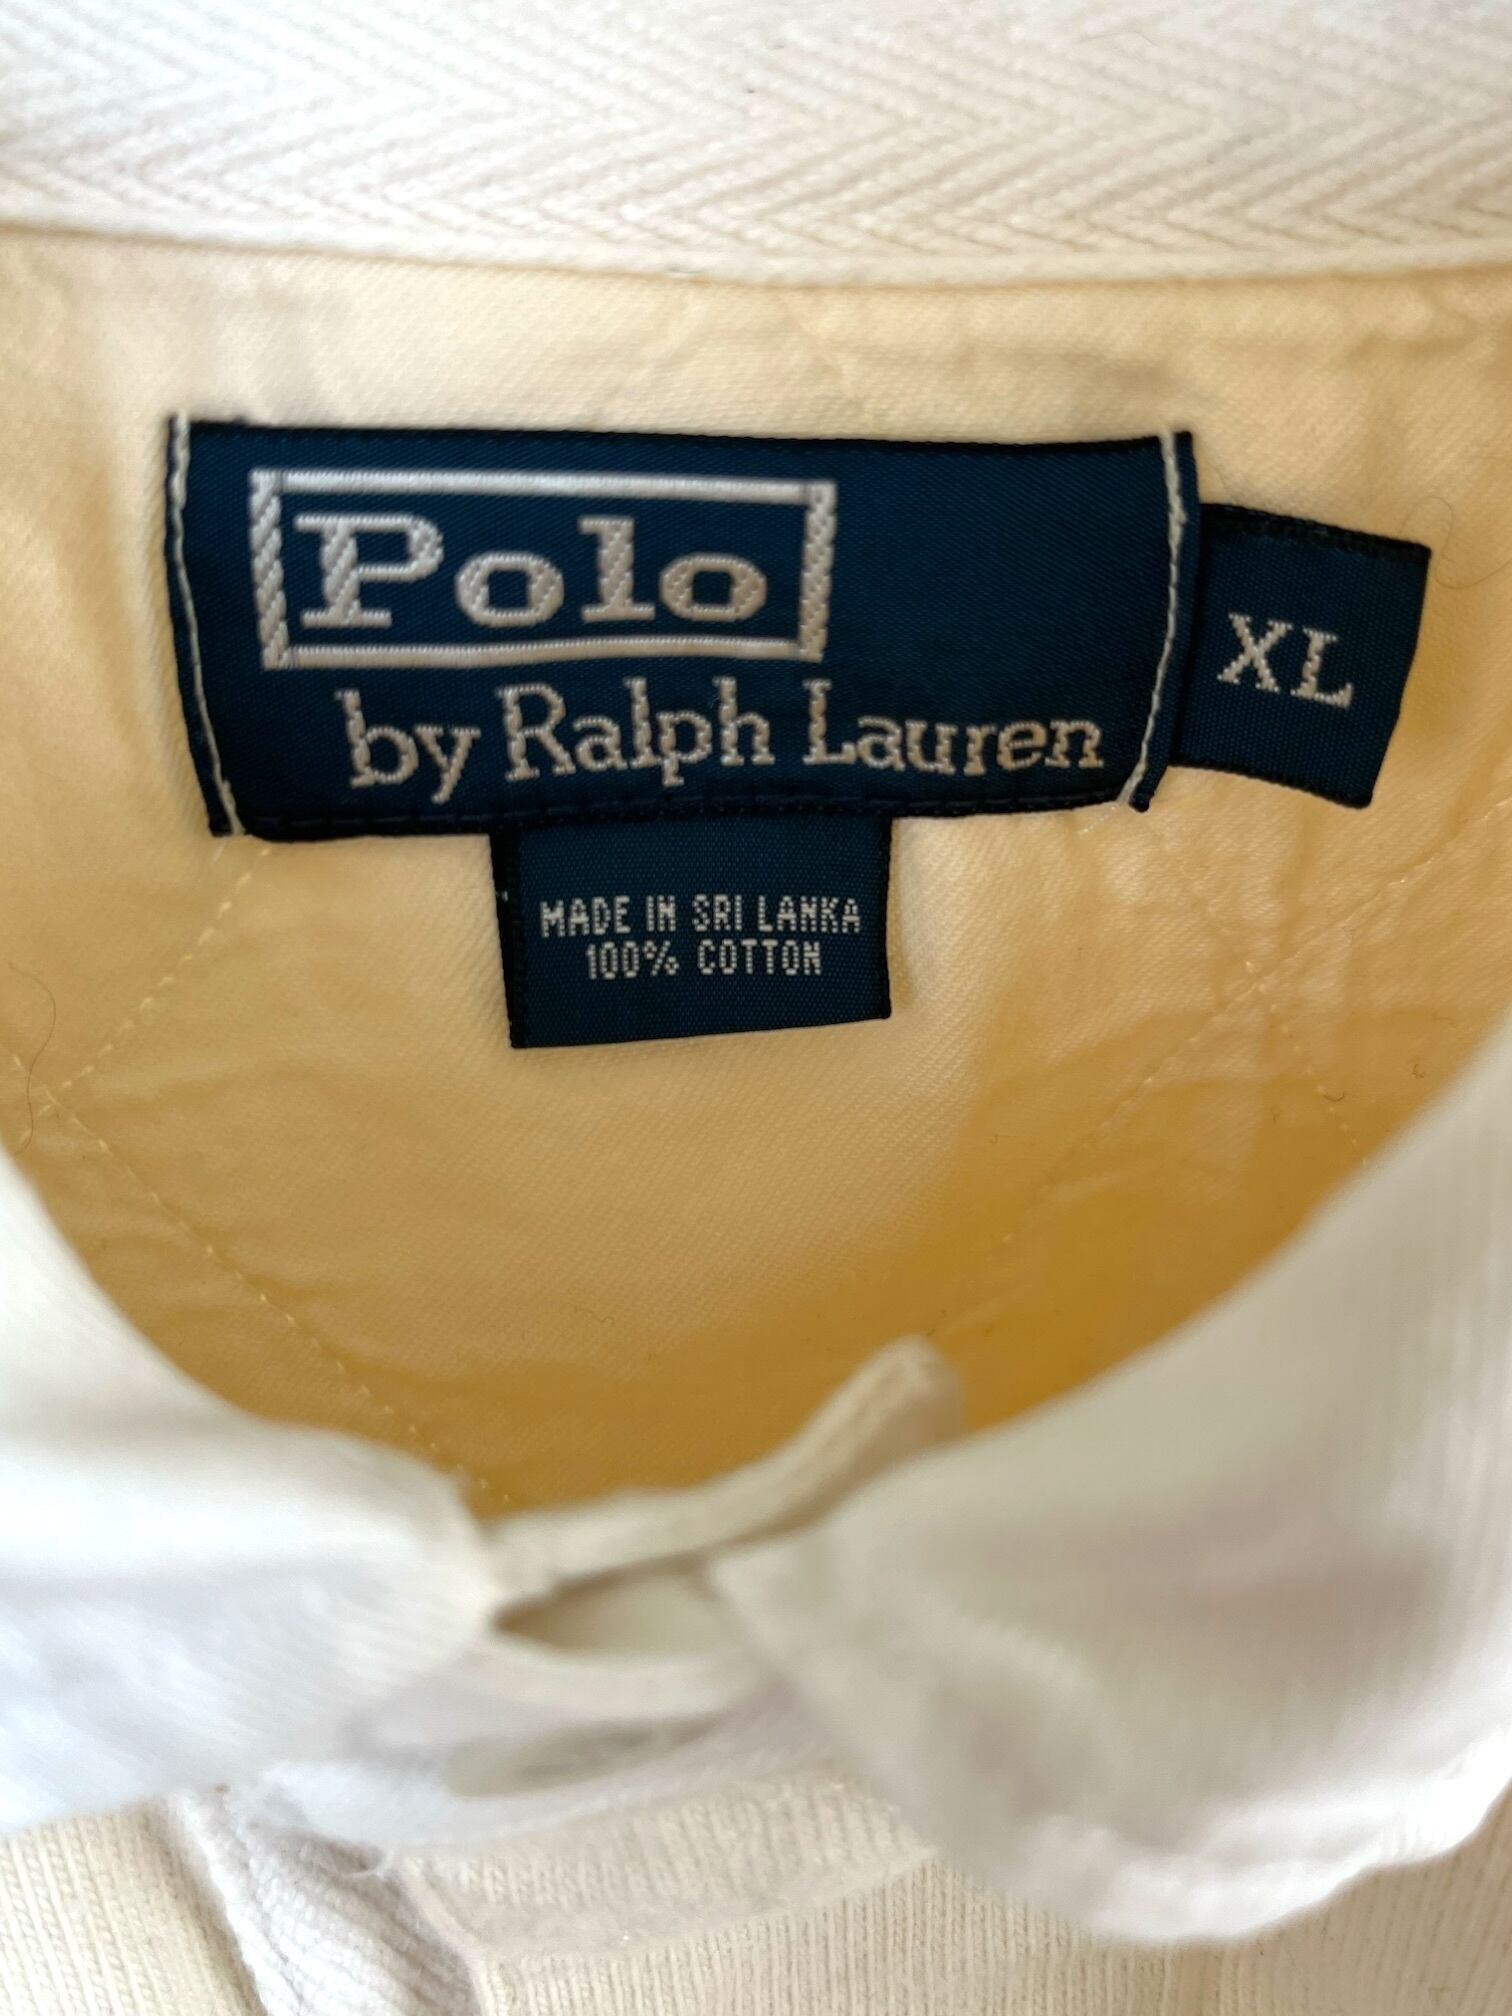 Polo
by Ralph Lauren
XL
MADE IN SRI LANKA
100% COTTON